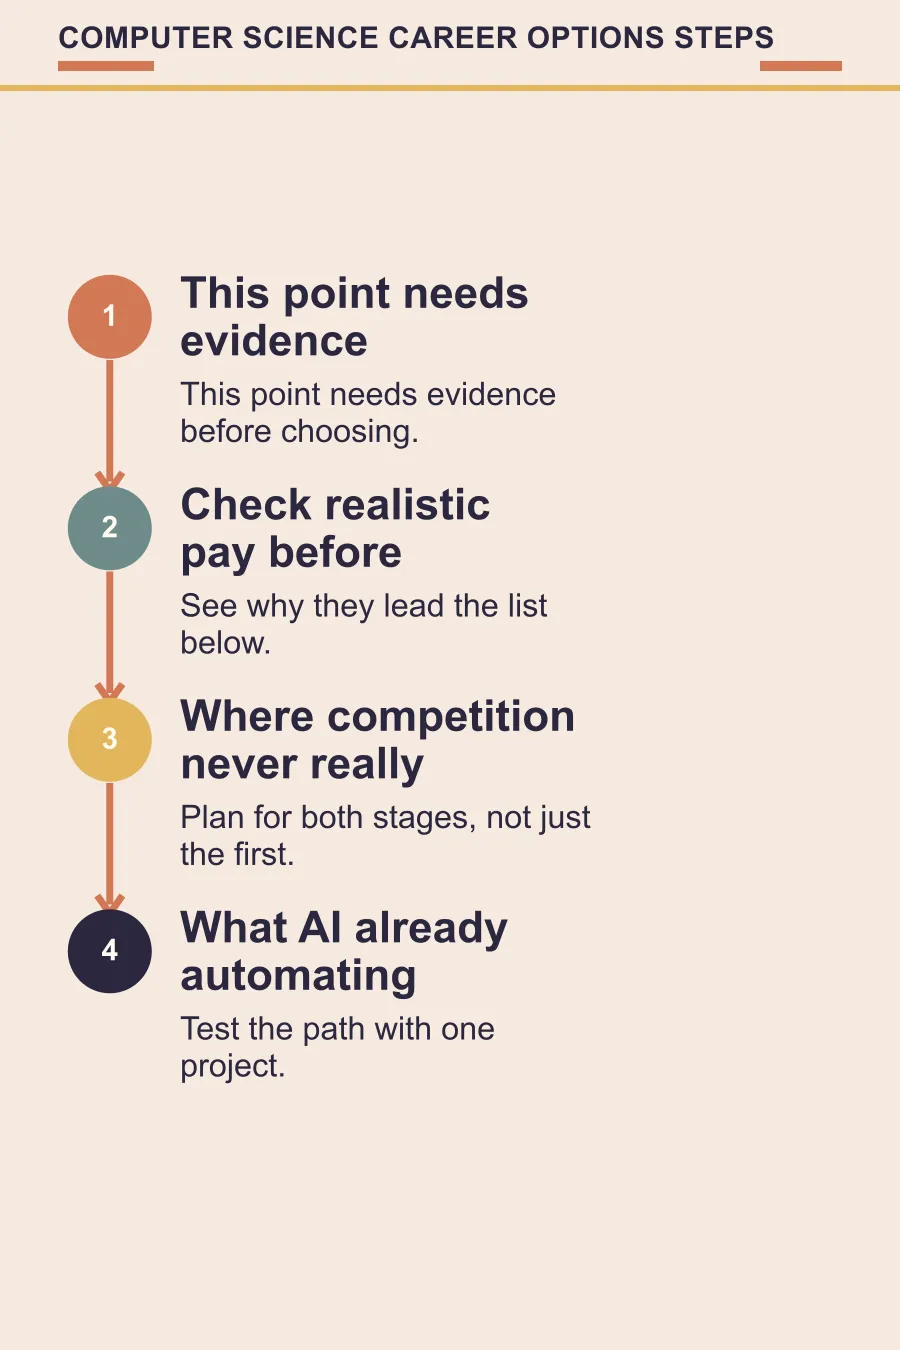 COMPUTER SCIENCE CAREER OPTIONS STEPS
1
This point needs
evidence
This point needs evidence
before choosing.
2
Check realistic
pay before
See why they lead the list
below.
3
Where competition
never really
Plan for both stages, not just
the first.
4
What AI already
automating
Test the path with one
project.